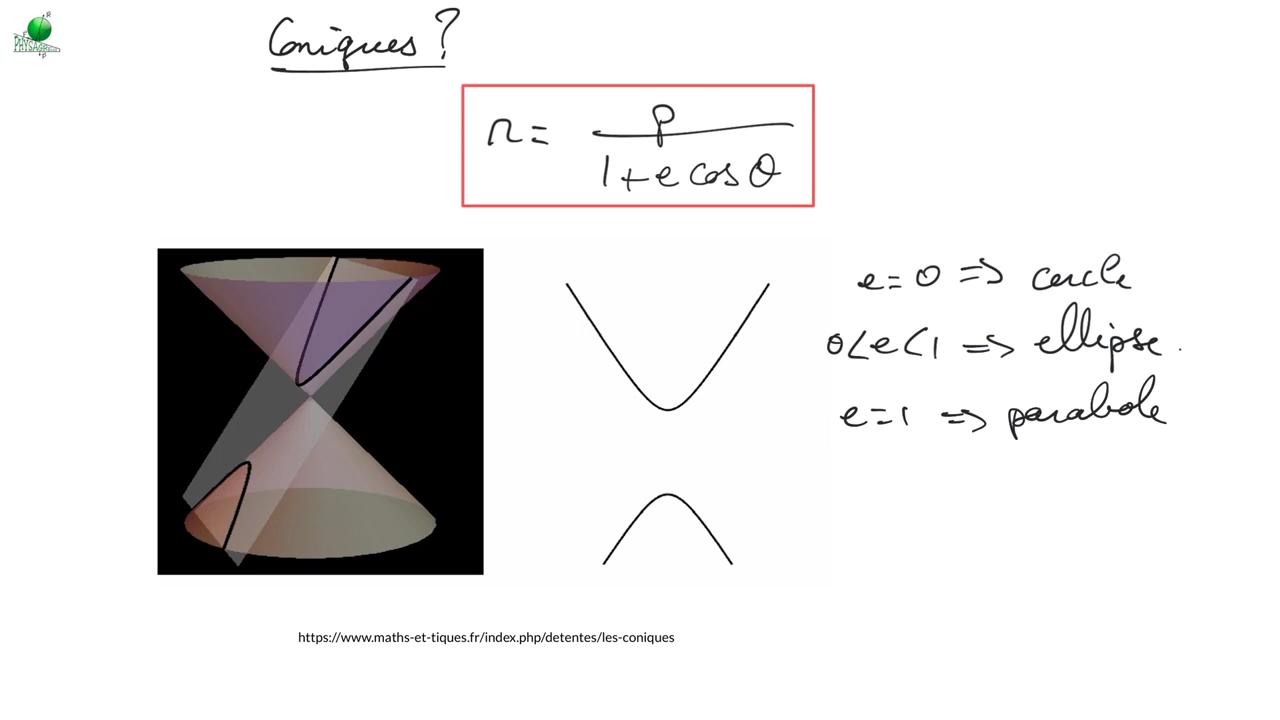 Coniques ?
r = p
1 + e cos θ
e = 0 => cercle
0 < e < 1 => ellipse.
e = 1 => parabole
https://www.maths-et-tiques.fr/index.php/detentes/les-coniques